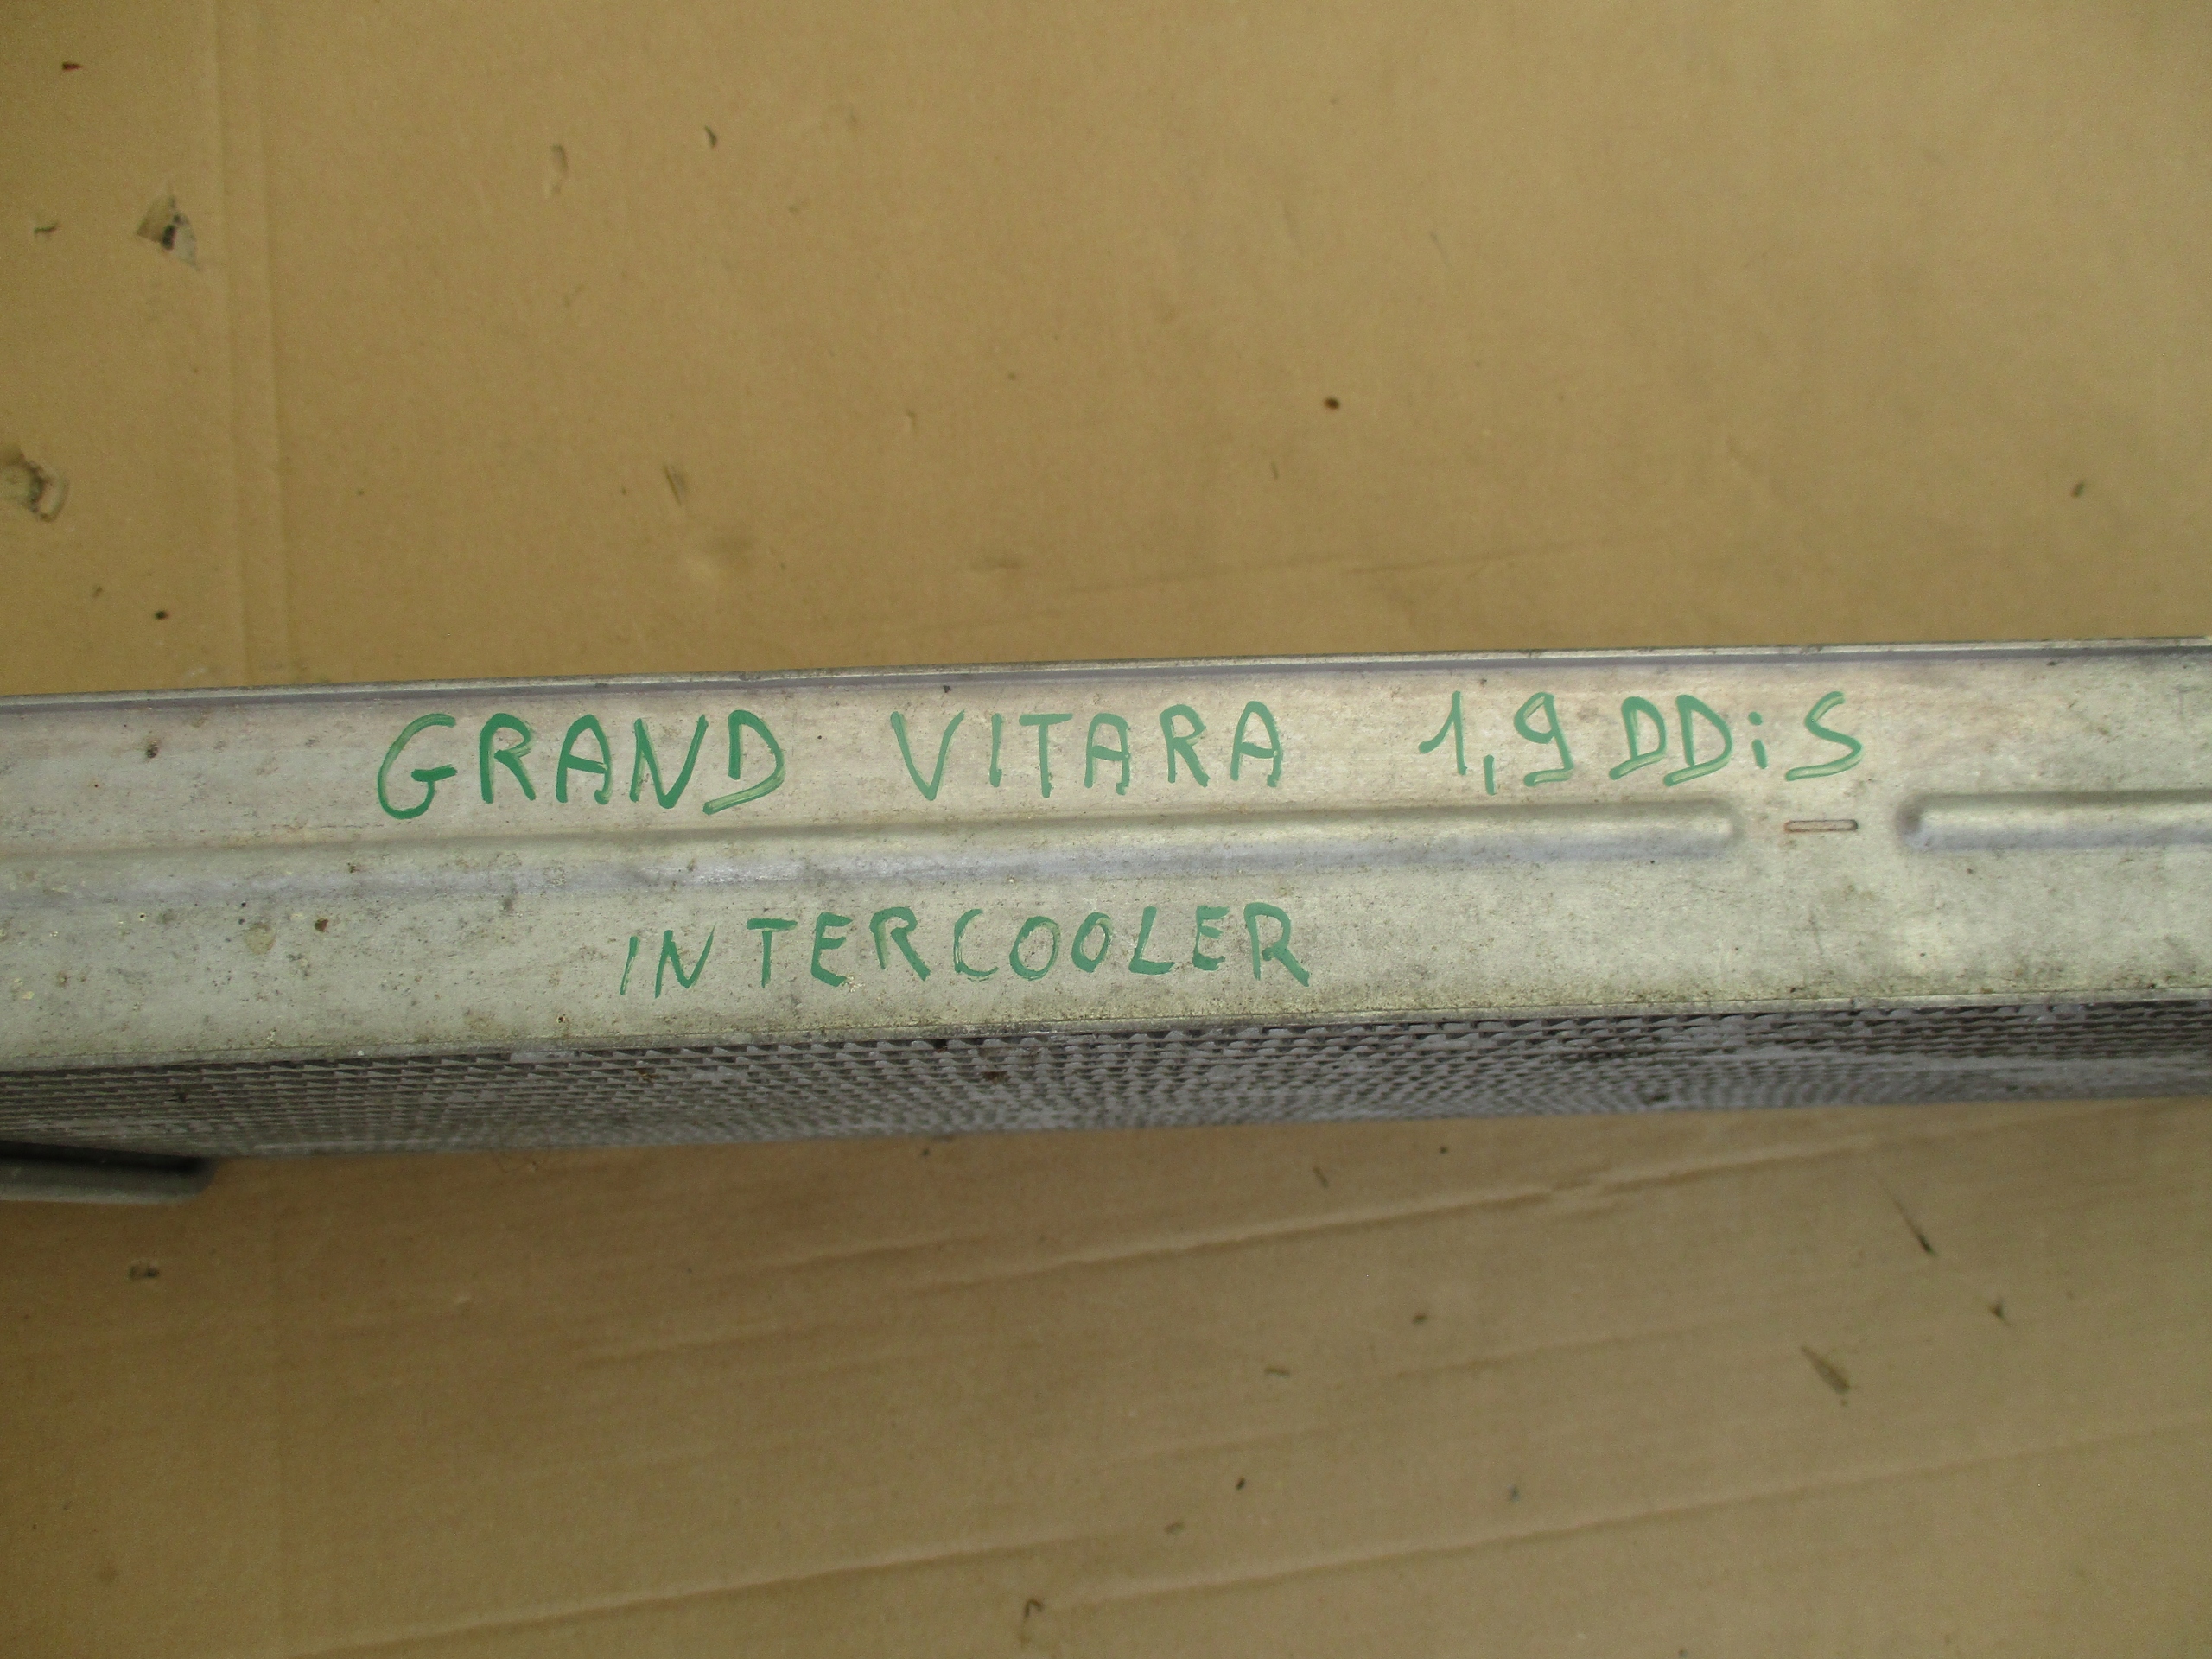 GRAND VITARA 1,9 DDiS
INTERCOOLER